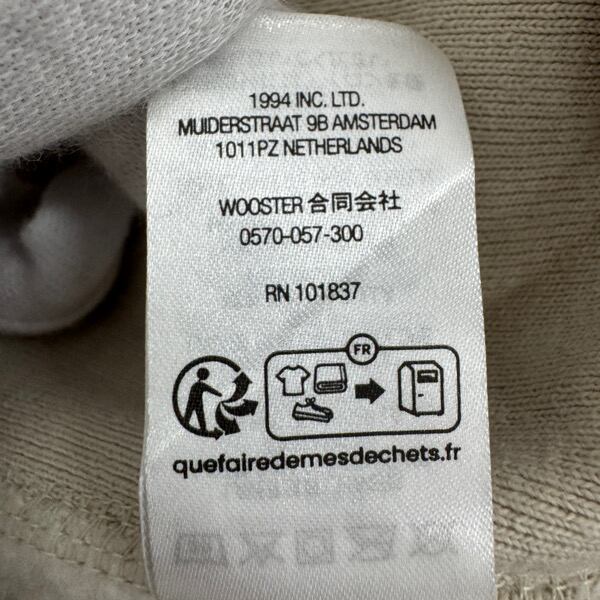 1994 INC. LTD.
MUIDERSTRAAT 9B AMSTERDAM
1011PZ NETHERLANDS
WOOSTER 合同会社
0570-057-300
RN 101837
FR
quefairedemesdechets.fr